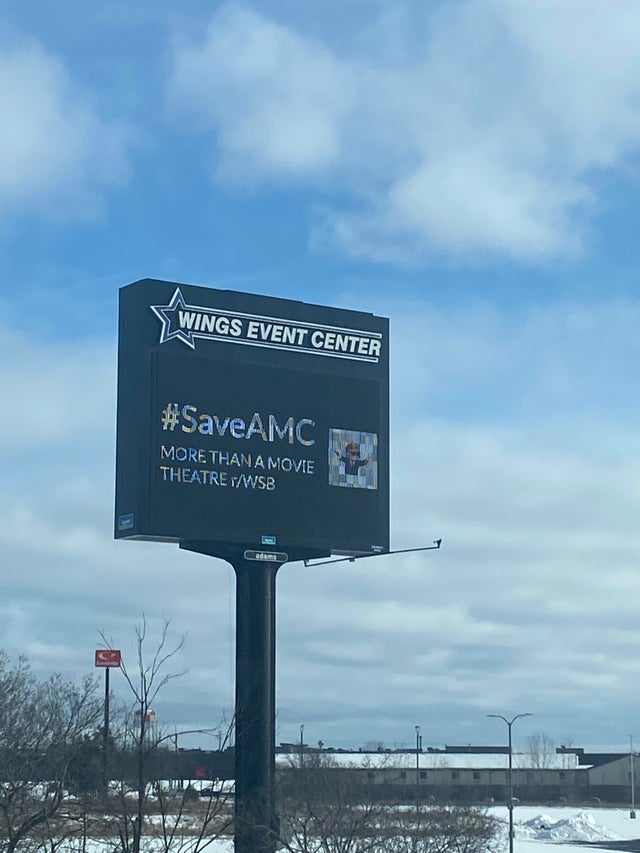 WINGS EVENT CENTER
#SaveAMC
MORE THAN A MOVIE
THEATRE r/WSB
adams